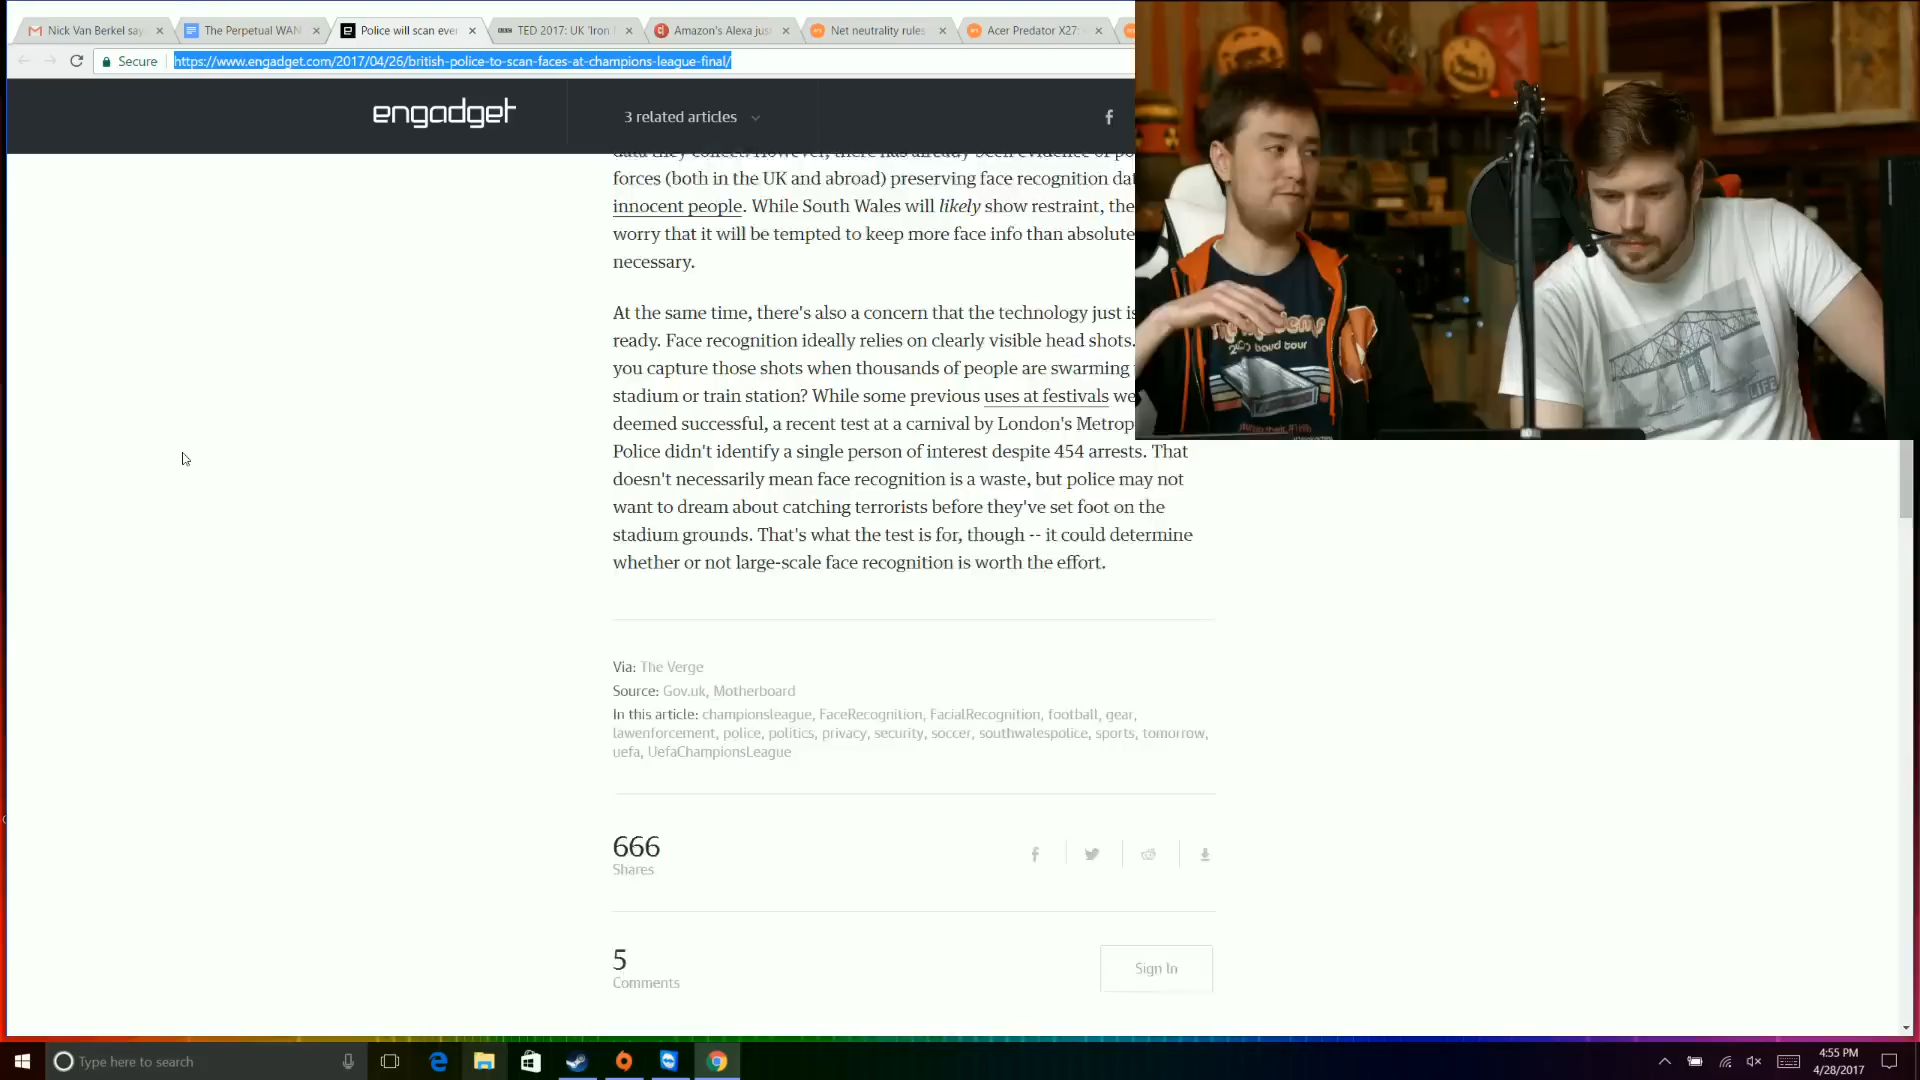 Nick Van Berkel say
The Perpetual WAN
Police will scan ever
TED 2017: UK 'Iron
Amazon's Alexa jus
Net neutrality rules
Acer Predator X27:
Secure
https://www.engadget.com/2017/04/26/british-police-to-scan-faces-at-champions-league-final/
engadget
3 related articles
data they collect. However, there has already been evidence of po
forces (both in the UK and abroad) preserving face recognition dat
innocent people. While South Wales will likely show restraint, the
worry that it will be tempted to keep more face info than absolute
necessary.
At the same time, there's also a concern that the technology just is
ready. Face recognition ideally relies on clearly visible head shots.
you capture those shots when thousands of people are swarming
stadium or train station? While some previous uses at festivals we
deemed successful, a recent test at a carnival by London's Metrop
Police didn't identify a single person of interest despite 454 arrests. That
doesn't necessarily mean face recognition is a waste, but police may not
want to dream about catching terrorists before they've set foot on the
stadium grounds. That's what the test is for, though -- it could determine
whether or not large-scale face recognition is worth the effort.
Via: The Verge
Source: Gov.uk, Motherboard
In this article: championsleague, FaceRecognition, FacialRecognition, football, gear,
lawenforcement, police, politics, privacy, security, soccer, southwalespolice, sports, tomorrow,
uefa, UefaChampionsLeague
666
Shares
5
Comments
Sign In
LIFE
Type here to search
4:55 PM
4/28/2017